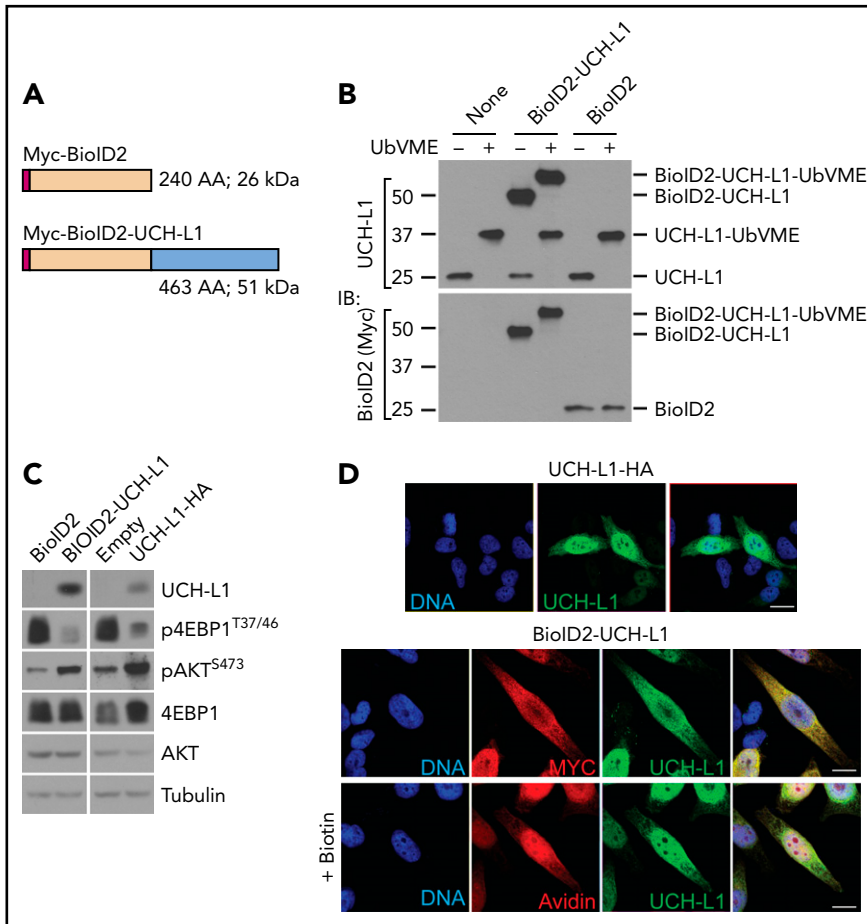 A
Myc-BioID2
240 AA; 26 kDa
Myc-BioID2-UCH-L1
463 AA; 51 kDa
B
None
BioID2-UCH-L1
BioID2
UbVME
– + – + – +
UCH-L1
50
37
25
BioID2-UCH-L1-UbVME
BioID2-UCH-L1
UCH-L1-UbVME
UCH-L1
IB:
BioID2 (Myc)
50
37
25
BioID2-UCH-L1-UbVME
BioID2-UCH-L1
BioID2
C
BioID2
BIOID2-UCH-L1
Empty
UCH-L1-HA
UCH-L1
p4EBP1T37/46
pAKTS473
4EBP1
AKT
Tubulin
D
UCH-L1-HA
DNA
UCH-L1
BioID2-UCH-L1
DNA
MYC
UCH-L1
+ Biotin
DNA
Avidin
UCH-L1